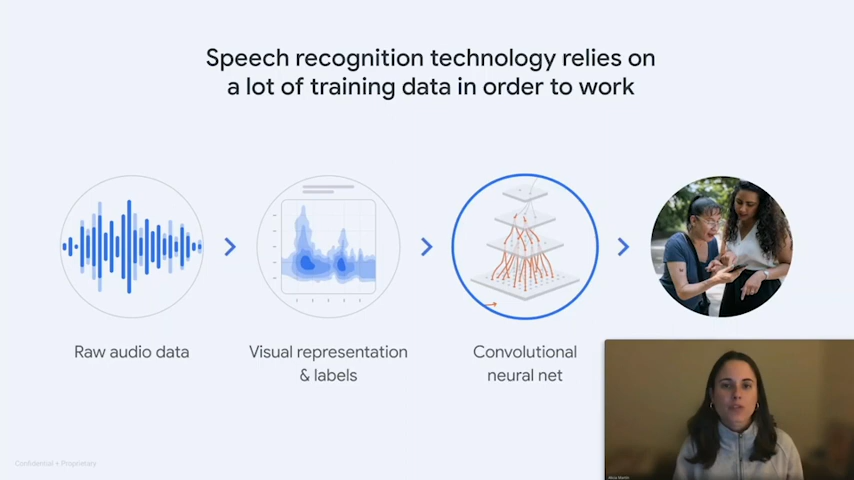 Speech recognition technology relies on
a lot of training data in order to work
Raw audio data
Visual representation
& labels
Convolutional
neural net
Confidential + Proprietary